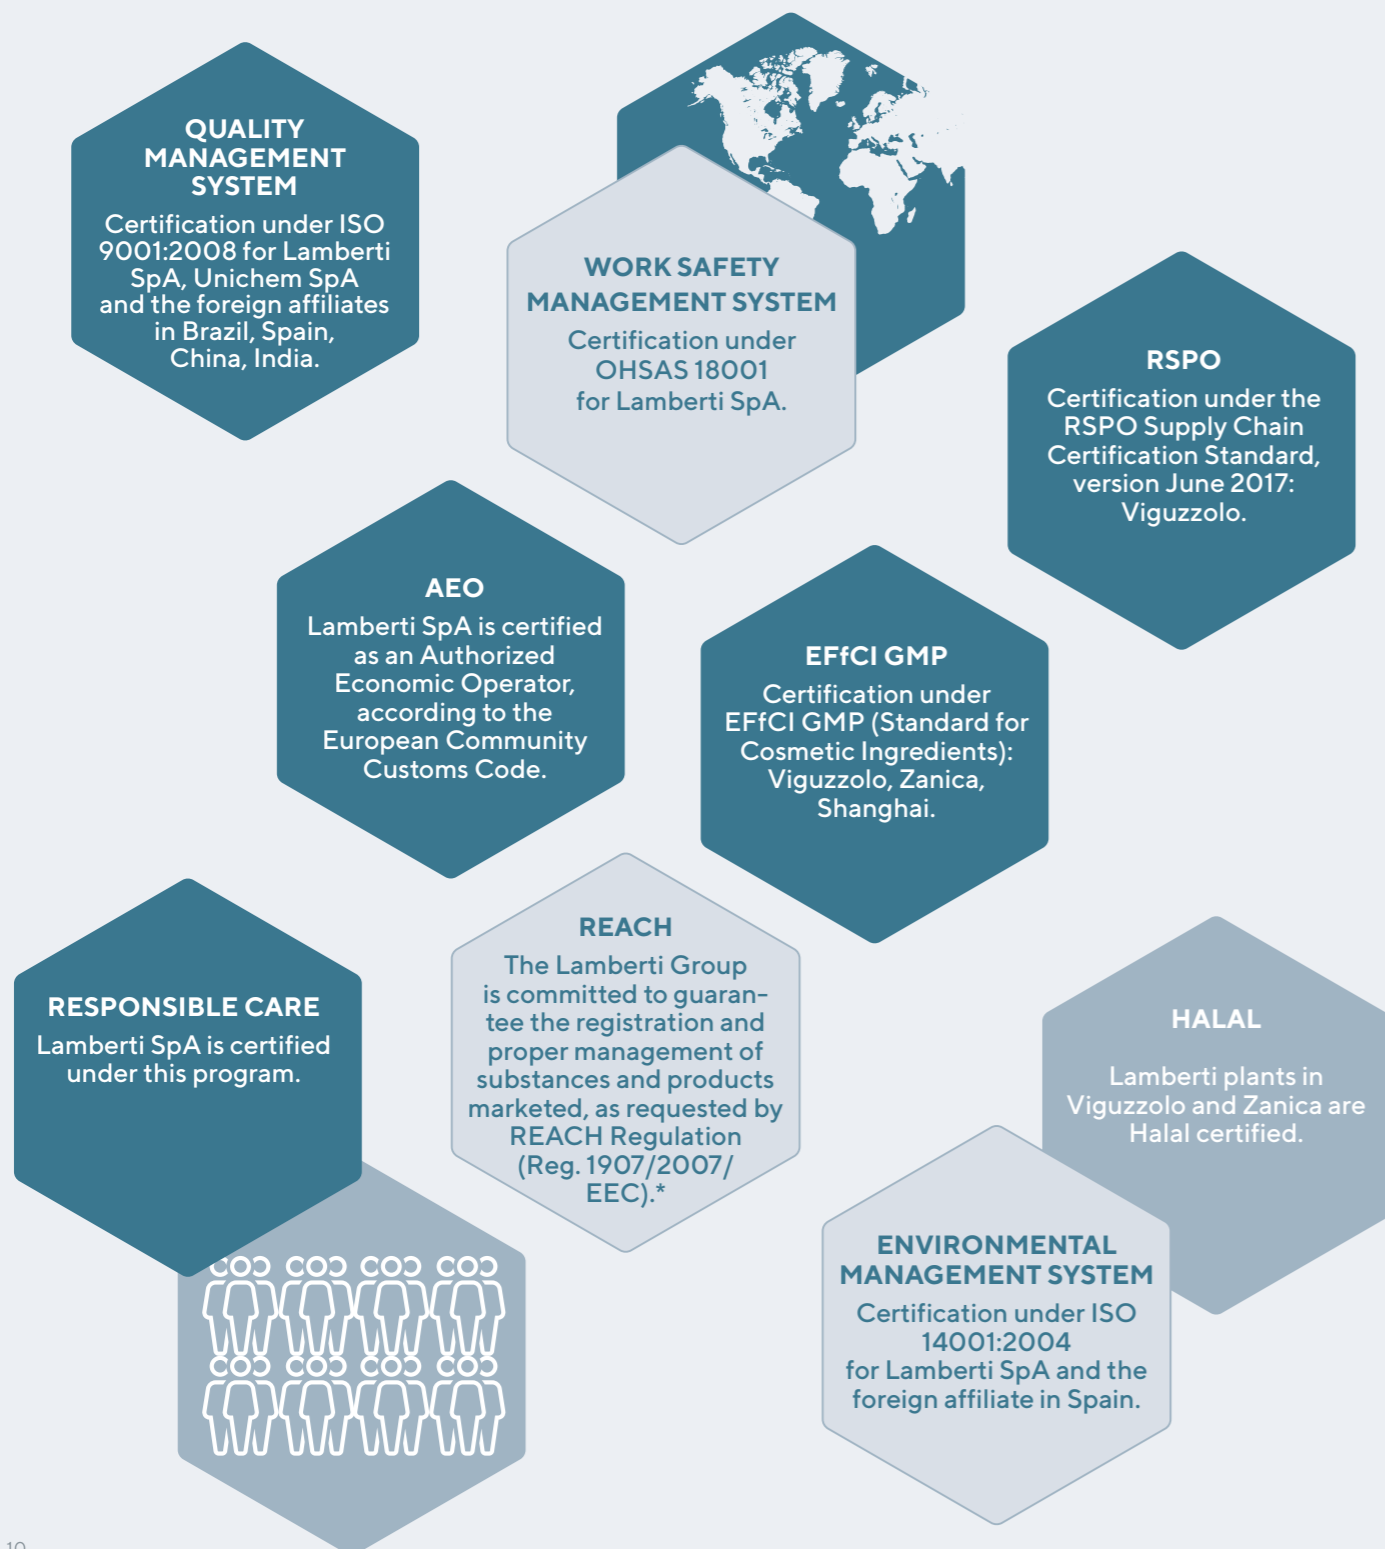 QUALITY
MANAGEMENT
SYSTEM
Certification under ISO
9001:2008 for Lamberti
SpA, Unichem SpA
and the foreign affiliates
in Brazil, Spain,
China, India.
WORK SAFETY
MANAGEMENT SYSTEM
Certification under
OHSAS 18001
for Lamberti SpA.
RSPO
Certification under the
RSPO Supply Chain
Certification Standard,
version June 2017:
Viguzzolo.
AEO
Lamberti SpA is certified
as an Authorized
Economic Operator,
according to the
European Community
Customs Code.
EFfCI GMP
Certification under
EFfCI GMP (Standard for
Cosmetic Ingredients):
Viguzzolo, Zanica,
Shanghai.
RESPONSIBLE CARE
Lamberti SpA is certified
under this program.
REACH
The Lamberti Group
is committed to guaran-
tee the registration and
proper management of
substances and products
marketed, as requested by
REACH Regulation
(Reg. 1907/2007/
EEC).*
HALAL
Lamberti plants in
Viguzzolo and Zanica are
Halal certified.
ENVIRONMENTAL
MANAGEMENT SYSTEM
Certification under ISO
14001:2004
for Lamberti SpA and the
foreign affiliate in Spain.
10